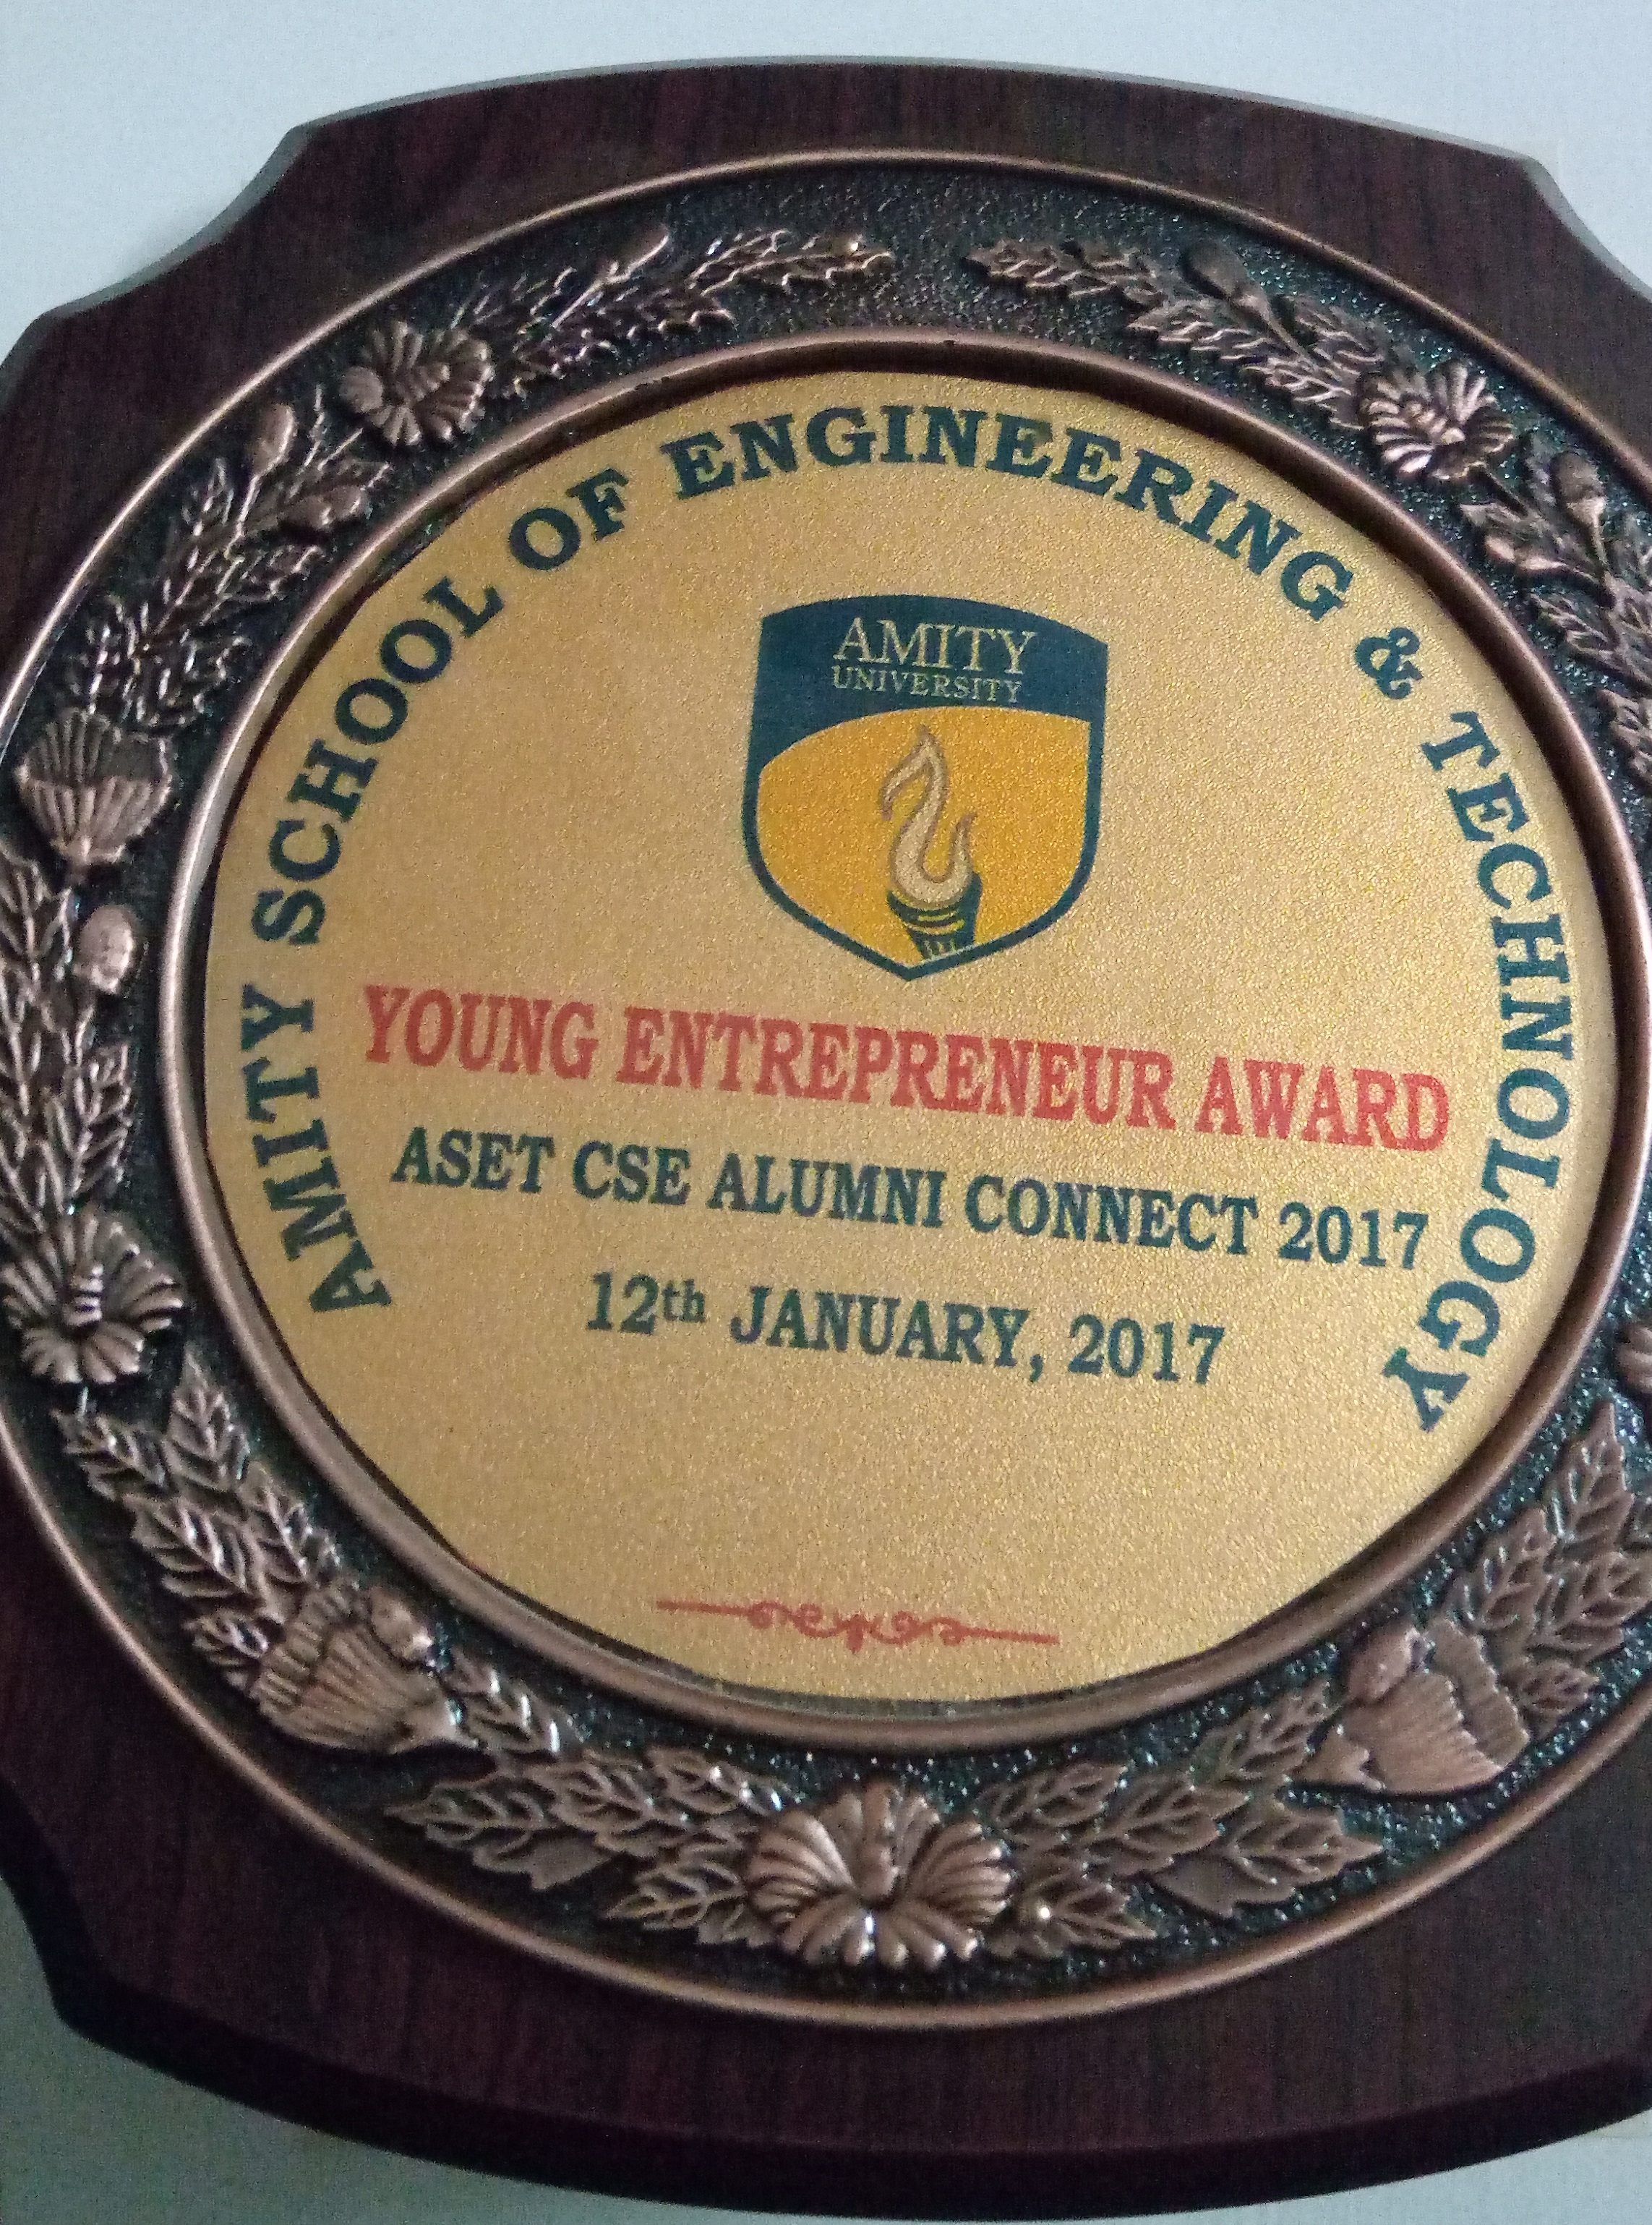 AMITY SCHOOL OF ENGINEERING & TECHNOLOGY
AMITY
UNIVERSITY
YOUNG ENTREPRENEUR AWARD
ASET CSE ALUMNI CONNECT 2017
12th JANUARY, 2017